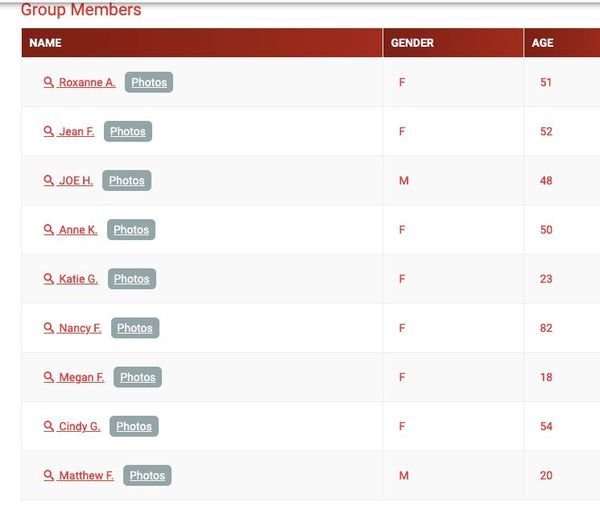 Group Members
NAME GENDER AGE
Roxanne A. Photos F 51
Jean F. Photos F 52
JOE H. Photos M 48
Anne K. Photos F 50
Katie G. Photos F 23
Nancy F. Photos F 82
Megan F. Photos F 18
Cindy G. Photos F 54
Matthew F. Photos M 20